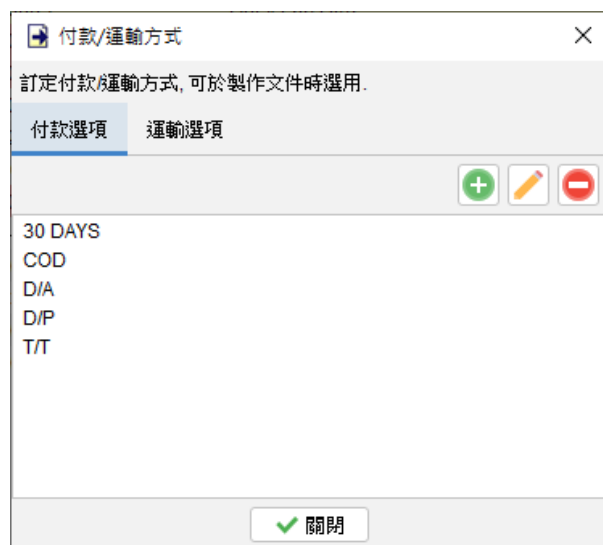 付款/運輸方式
訂定付款/運輸方式, 可於製作文件時選用.
付款選項 運輸選項
30 DAYS
COD
D/A
D/P
T/T
關閉